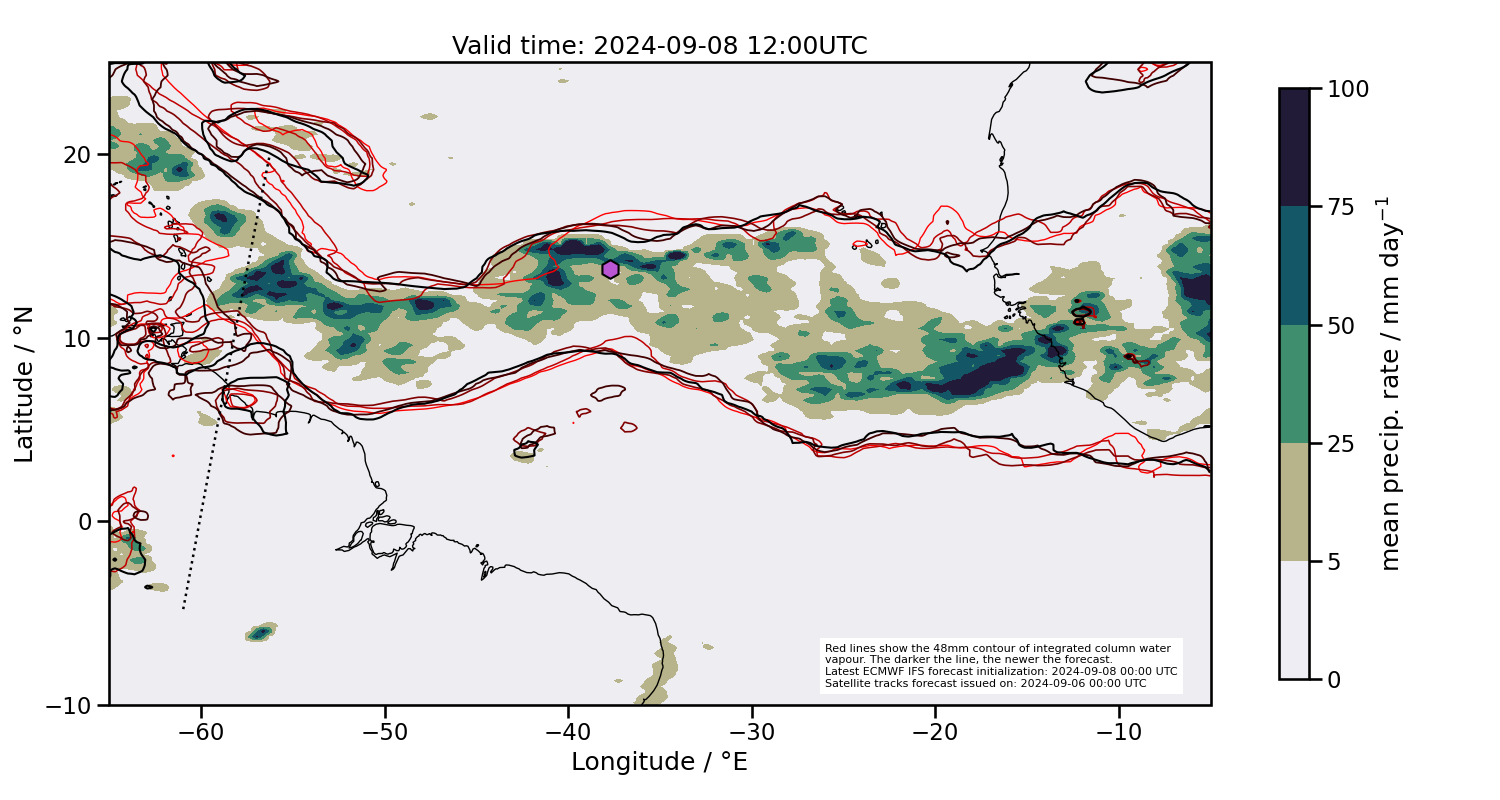 Valid time: 2024-09-08 12:00UTC
Latitude / °N
20
10
0
−10
−60
−50
−40
−30
−20
−10
Longitude / °E
Red lines show the 48mm contour of integrated column water
vapour. The darker the line, the newer the forecast.
Latest ECMWF IFS forecast initialization: 2024-09-08 00:00 UTC
Satellite tracks forecast issued on: 2024-09-06 00:00 UTC
100
75
50
25
5
0
mean precip. rate / mm day⁻¹